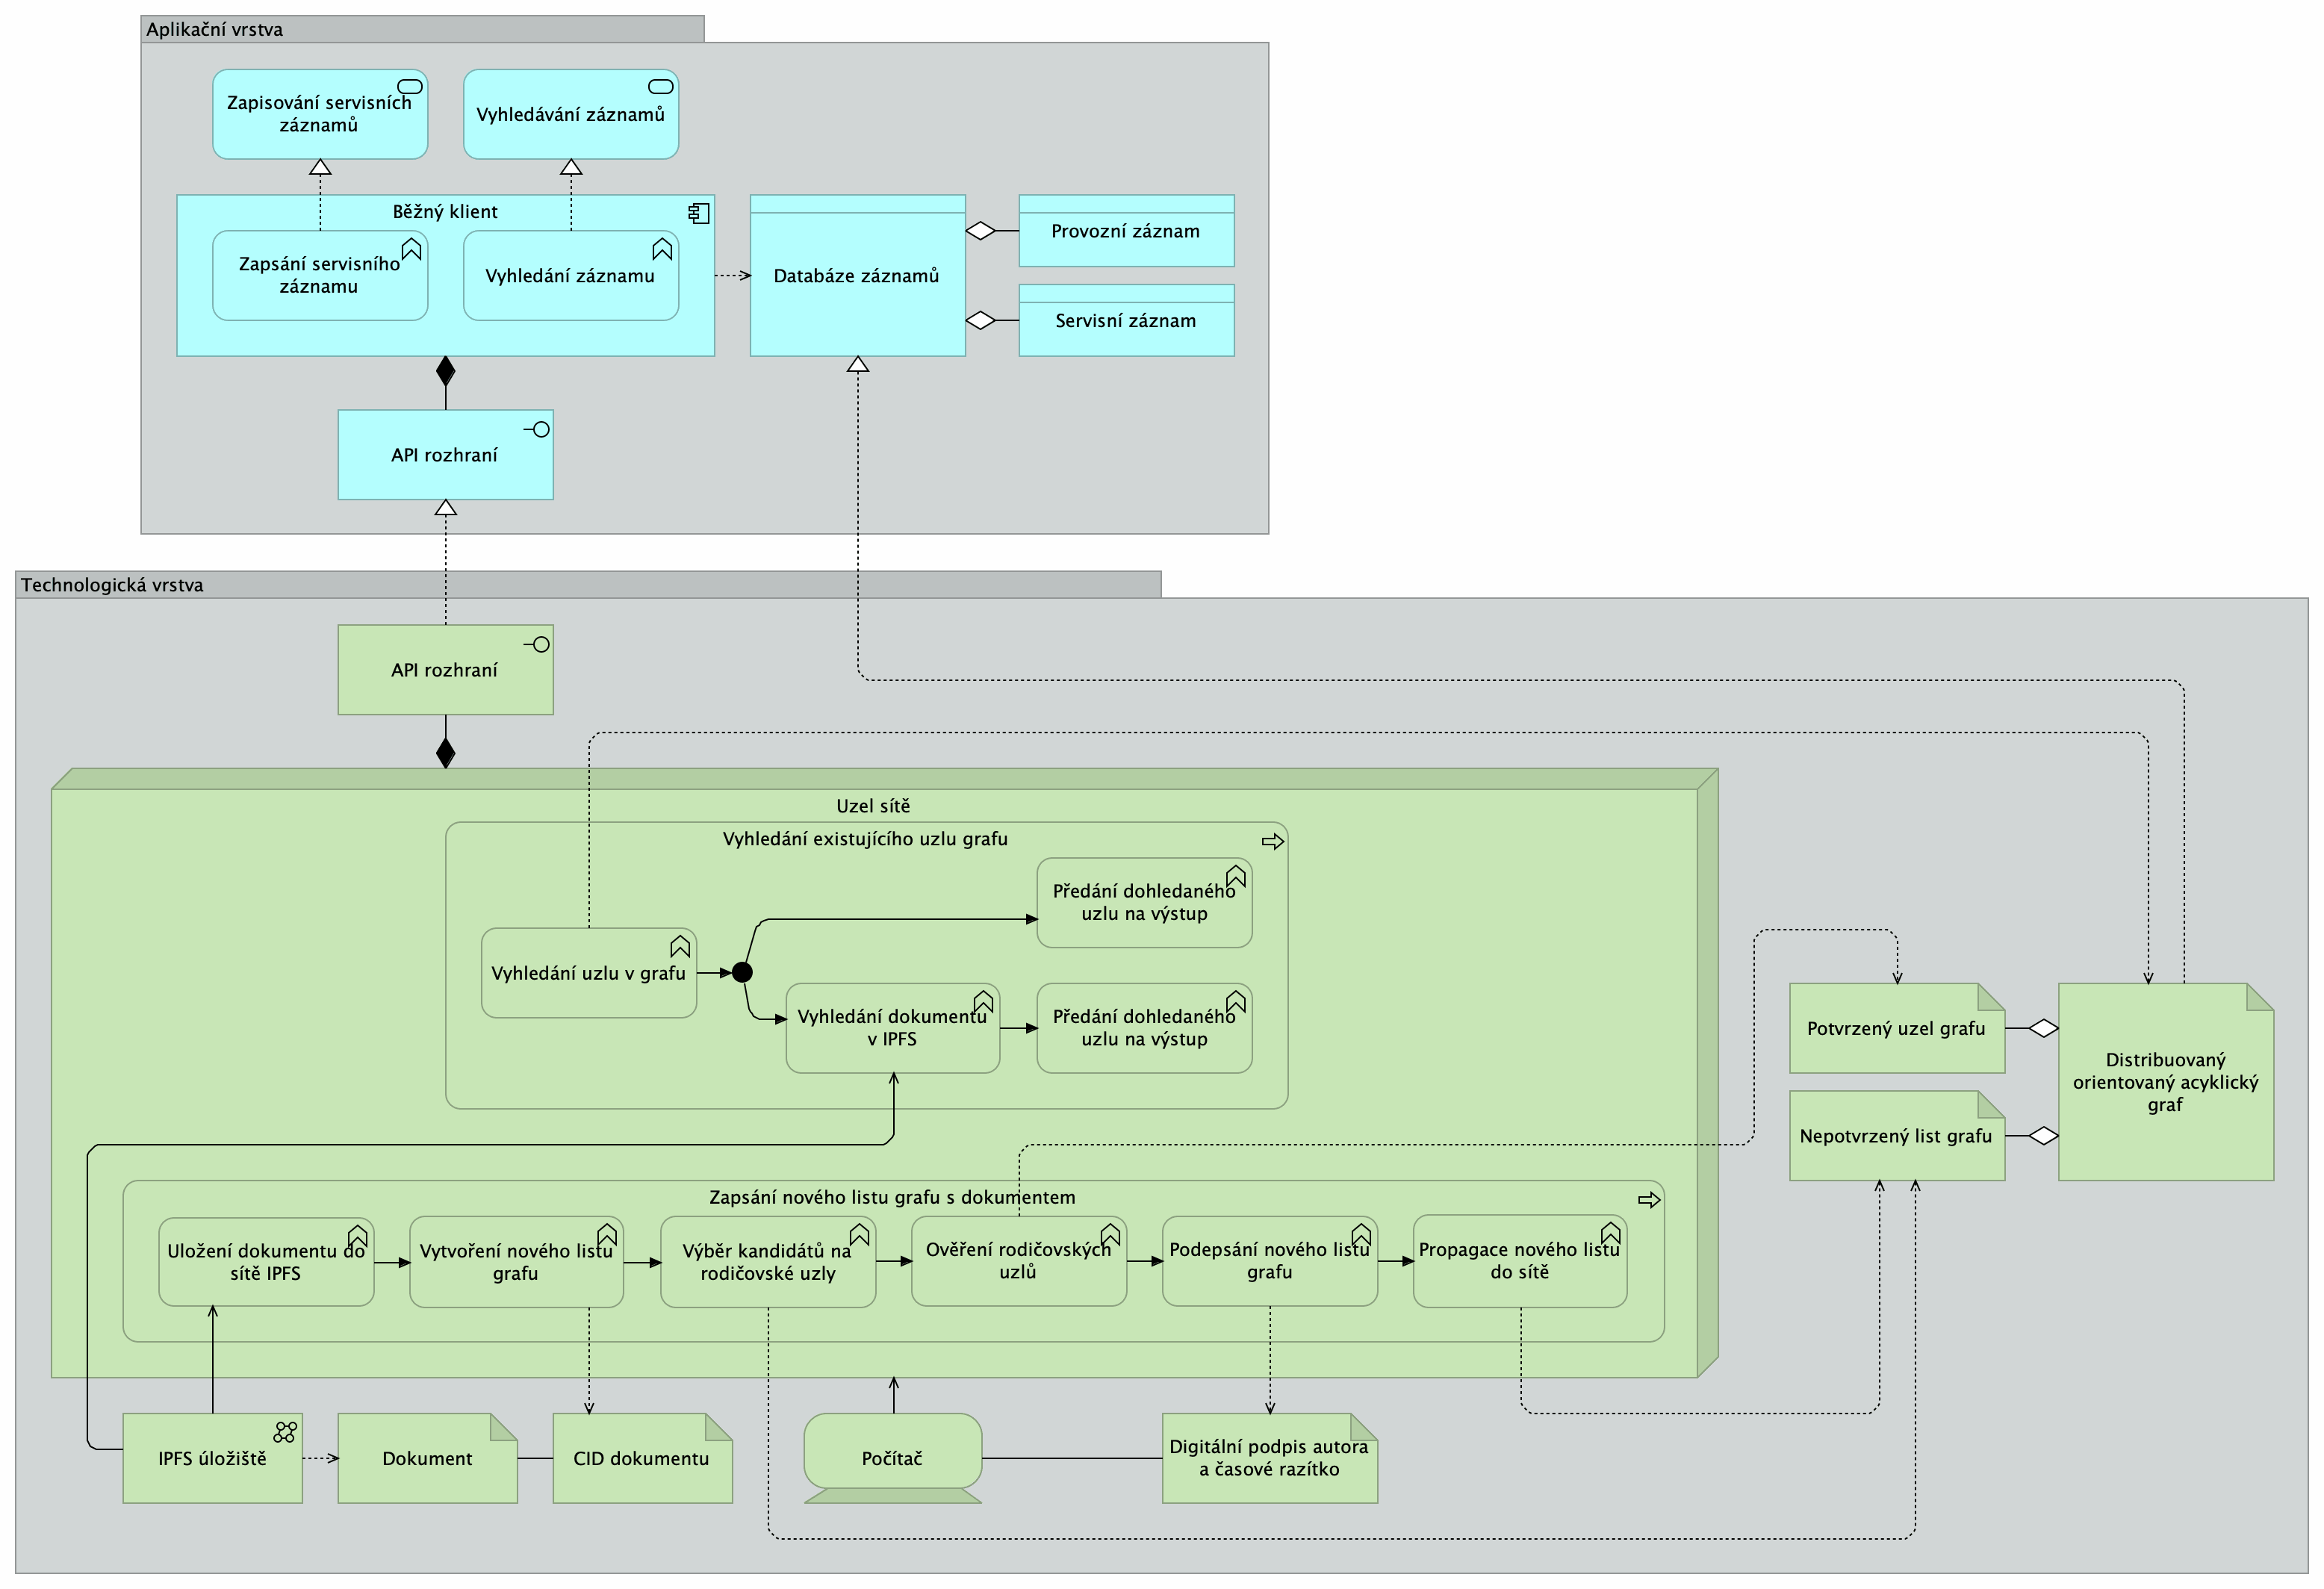 Aplikační vrstva
Zapisování servisních
záznamů
Vyhledávání záznamů
Běžný klient
Zapsání servisního
záznamu
Vyhledání záznamu
Databáze záznamů
Provozní záznam
Servisní záznam
API rozhraní
Technologická vrstva
API rozhraní
Uzel sítě
Vyhledání existujícího uzlu grafu
Předání dohledaného
uzlu na výstup
Vyhledání uzlu v grafu
Vyhledání dokumentu
v IPFS
Předání dohledaného
uzlu na výstup
Potvrzený uzel grafu
Nepotvrzený list grafu
Distribuovaný
orientovaný acyklický
graf
Zapsání nového listu grafu s dokumentem
Uložení dokumentu do
sítě IPFS
Vytvoření nového listu
grafu
Výběr kandidátů na
rodičovské uzly
Ověření rodičovských
uzlů
Podepsání nového listu
grafu
Propagace nového listu
do sítě
IPFS úložiště
Dokument
CID dokumentu
Počítač
Digitální podpis autora
a časové razítko